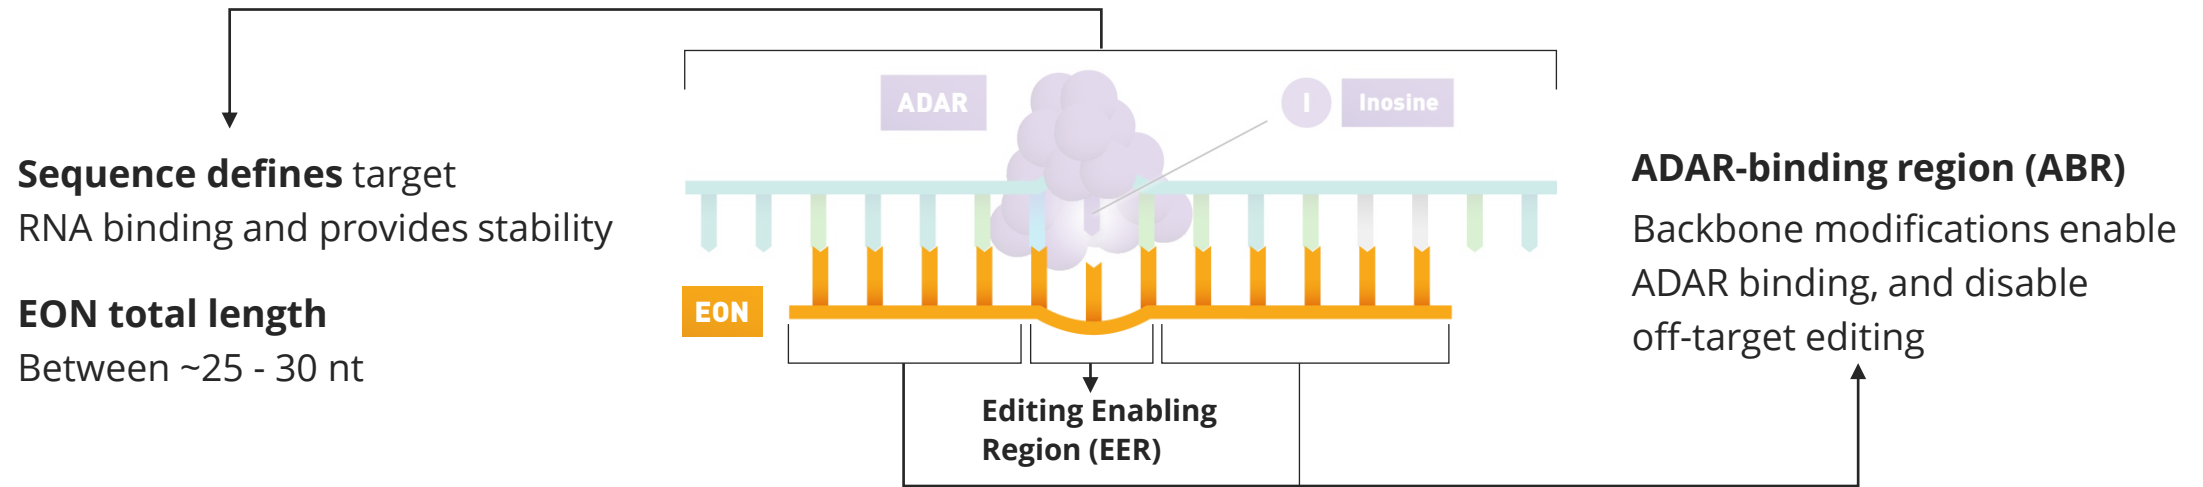 Sequence defines target
RNA binding and provides stability
EON total length
Between ~25 - 30 nt
ADAR
I
Inosine
EON
Editing Enabling
Region (EER)
ADAR-binding region (ABR)
Backbone modifications enable
ADAR binding, and disable
off-target editing